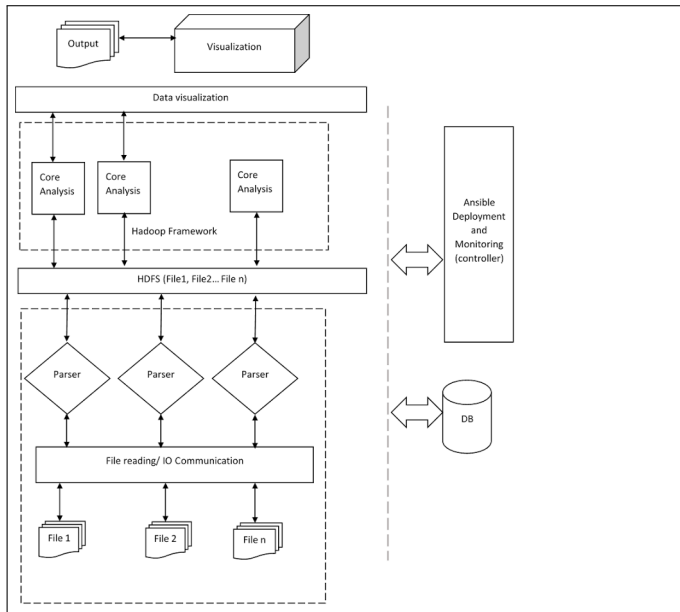 Output
Visualization
Data visualization
Core
Analysis
Core
Analysis
Core
Analysis
Hadoop Framework
HDFS (File1, File2... File n)
Parser
Parser
Parser
File reading/ IO Communication
File 1
File 2
File n
Ansible
Deployment
and
Monitoring
(controller)
DB